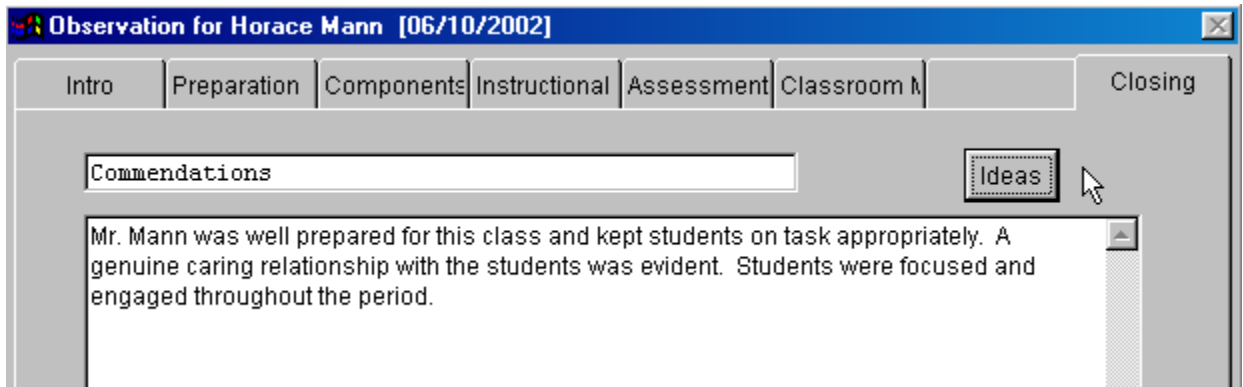 Observation for Horace Mann [06/10/2002]
Intro Preparation Components Instructional Assessment Classroom M Closing
Commendations
Ideas
Mr. Mann was well prepared for this class and kept students on task appropriately. A
genuine caring relationship with the students was evident. Students were focused and
engaged throughout the period.